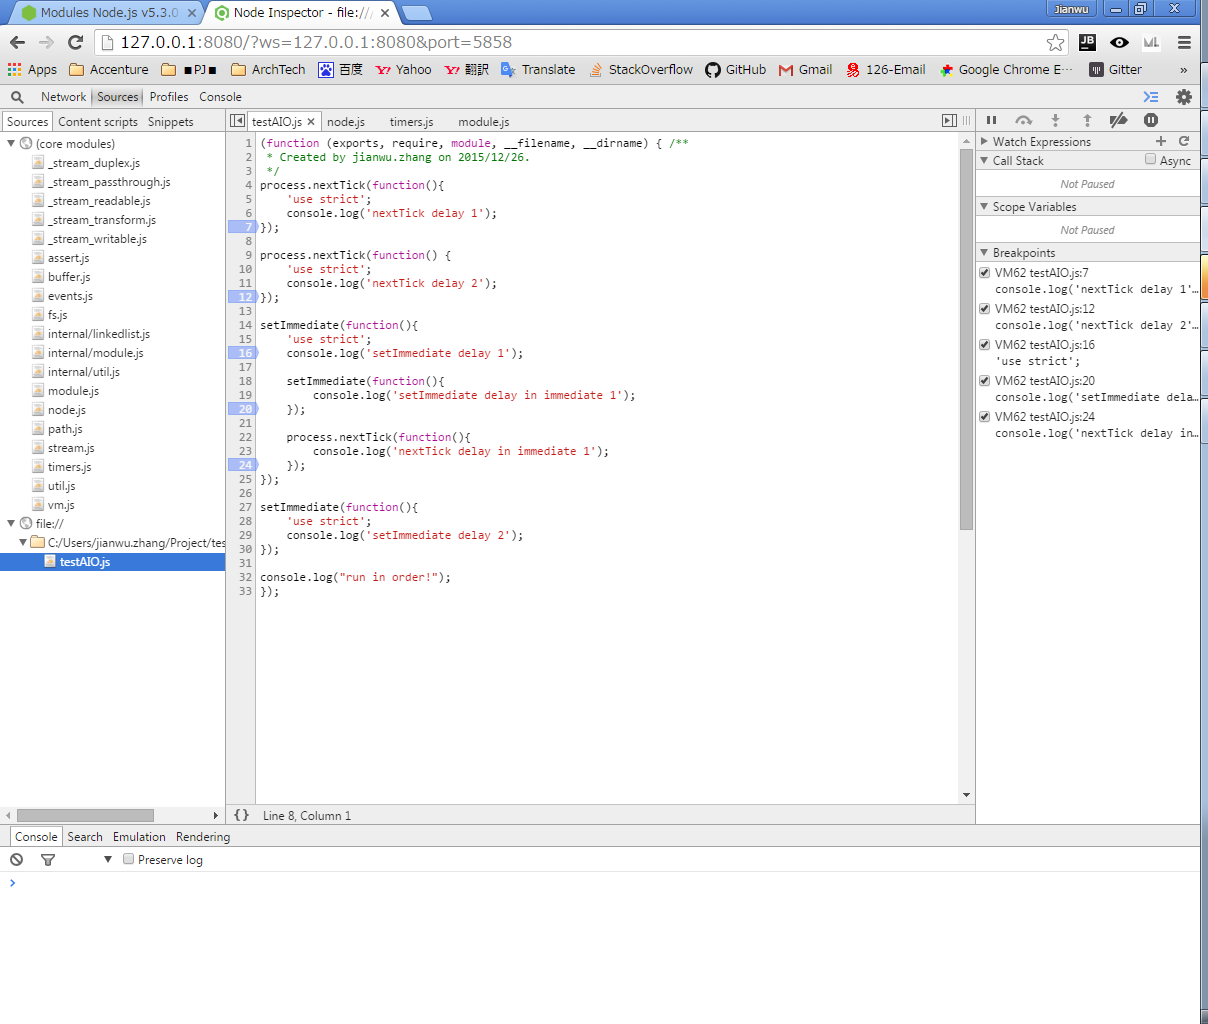 Modules Node.js v5.3.0
Node Inspector - file:///
Jianwu
127.0.0.1:8080/?ws=127.0.0.1:8080&port=5858
JB
ML
Apps Accenture ■PJ■ ArchTech 百度 Yahoo 翻訳 Translate StackOverflow GitHub Gmail 126-Email Google Chrome E··· Gitter »
Network Sources Profiles Console
Sources Content scripts Snippets
(core modules)
_stream_duplex.js
_stream_passthrough.js
_stream_readable.js
_stream_transform.js
_stream_writable.js
assert.js
buffer.js
events.js
fs.js
internal/linkedlist.js
internal/module.js
internal/util.js
module.js
node.js
path.js
stream.js
timers.js
util.js
vm.js
file://
C:/Users/jianwu.zhang/Project/tes
testAIO.js
testAIO.js node.js timers.js module.js
1 (function (exports, require, module, __filename, __dirname) { /**
2  * Created by jianwu.zhang on 2015/12/26.
3  */
4 process.nextTick(function(){
5     'use strict';
6     console.log('nextTick delay 1');
7 });
8
9 process.nextTick(function() {
10     'use strict';
11     console.log('nextTick delay 2');
12 });
13
14 setImmediate(function(){
15     'use strict';
16     console.log('setImmediate delay 1');
17
18     setImmediate(function(){
19         console.log('setImmediate delay in immediate 1');
20     });
21
22     process.nextTick(function(){
23         console.log('nextTick delay in immediate 1');
24     });
25 });
26
27 setImmediate(function(){
28     'use strict';
29     console.log('setImmediate delay 2');
30 });
31
32 console.log("run in order!");
33 });
{} Line 8, Column 1
Watch Expressions
Call Stack Async
Not Paused
Scope Variables
Not Paused
Breakpoints
VM62 testAIO.js:7
console.log('nextTick delay 1'…
VM62 testAIO.js:12
console.log('nextTick delay 2'…
VM62 testAIO.js:16
'use strict';
VM62 testAIO.js:20
console.log('setImmediate dela…
VM62 testAIO.js:24
console.log('nextTick delay in…
Console Search Emulation Rendering
Preserve log
>